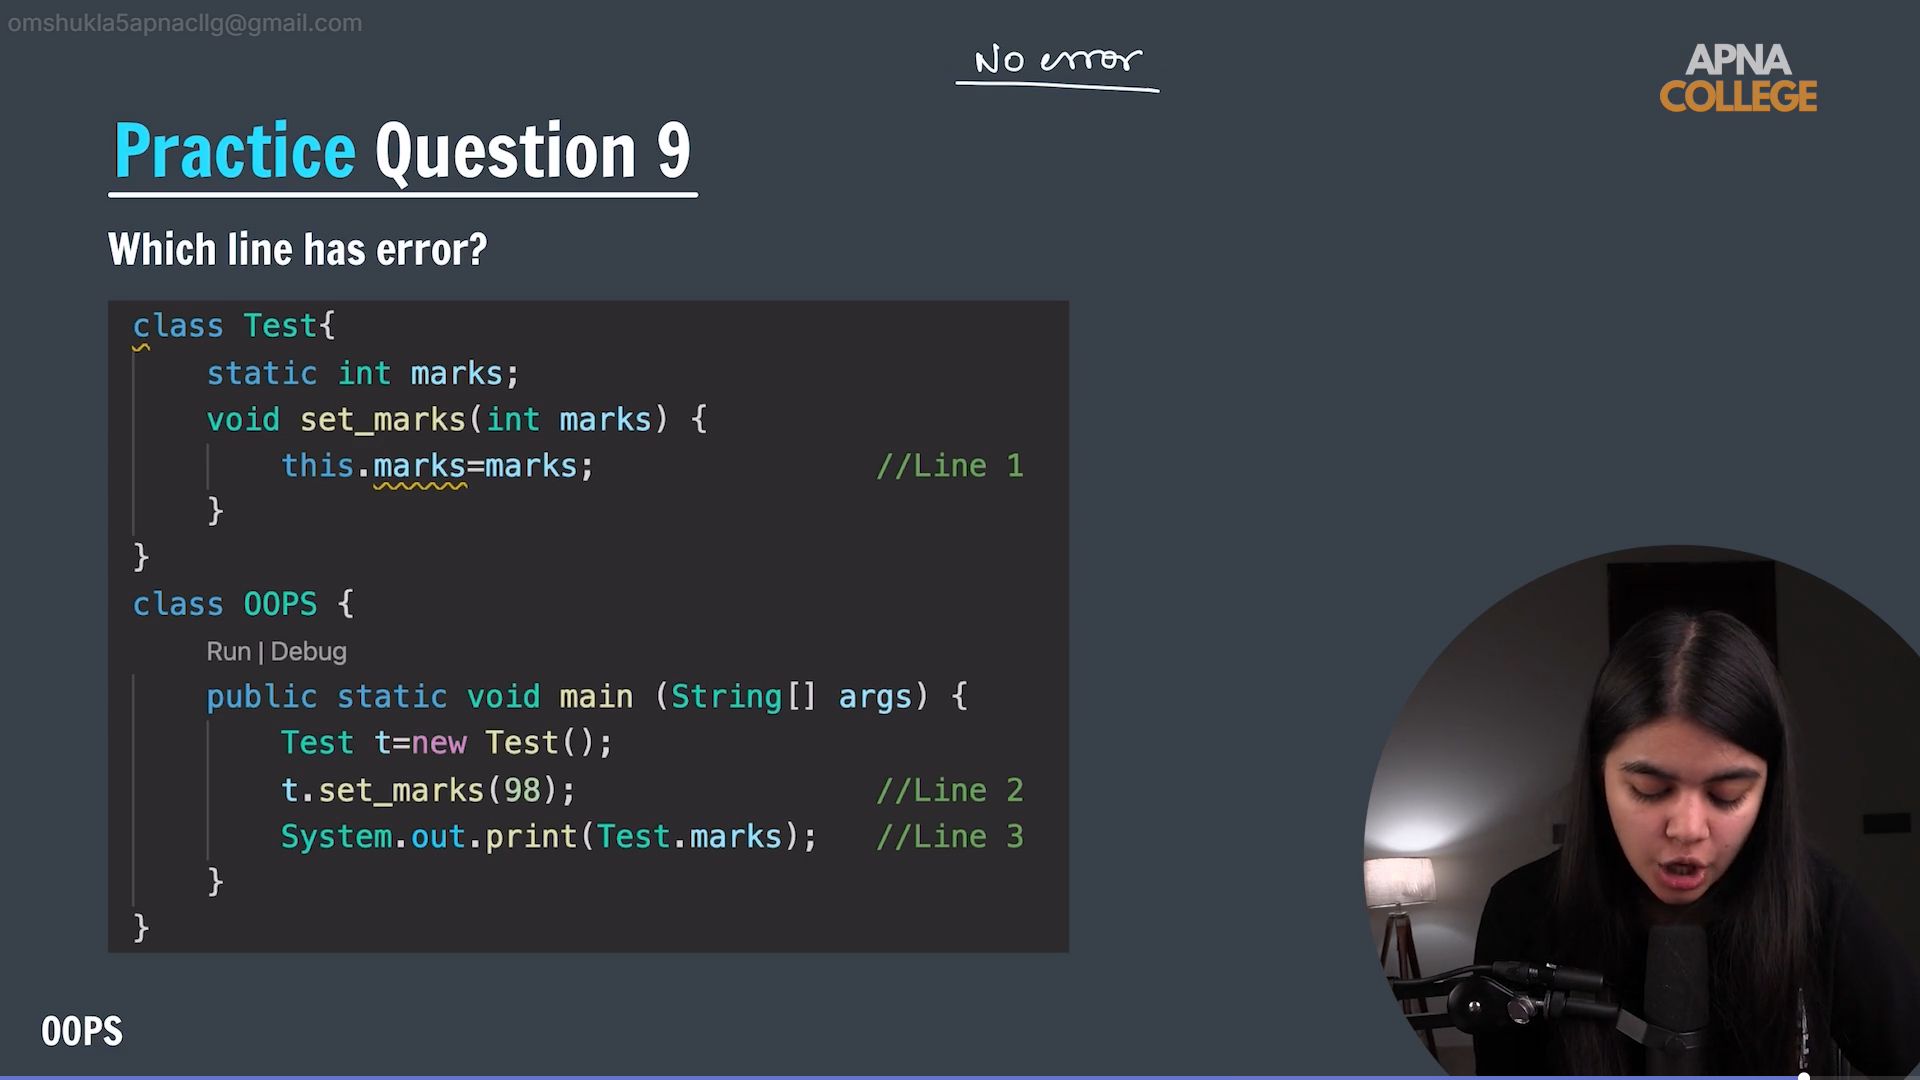 omshukla5apnacllg@gmail.com
No error
APNA
COLLEGE
Practice Question 9
Which line has error?
class Test{
static int marks;
void set_marks(int marks) {
this.marks=marks; //Line 1
}
}
class OOPS {
Run | Debug
public static void main (String[] args) {
Test t=new Test();
t.set_marks(98); //Line 2
System.out.print(Test.marks); //Line 3
}
}
OOPS